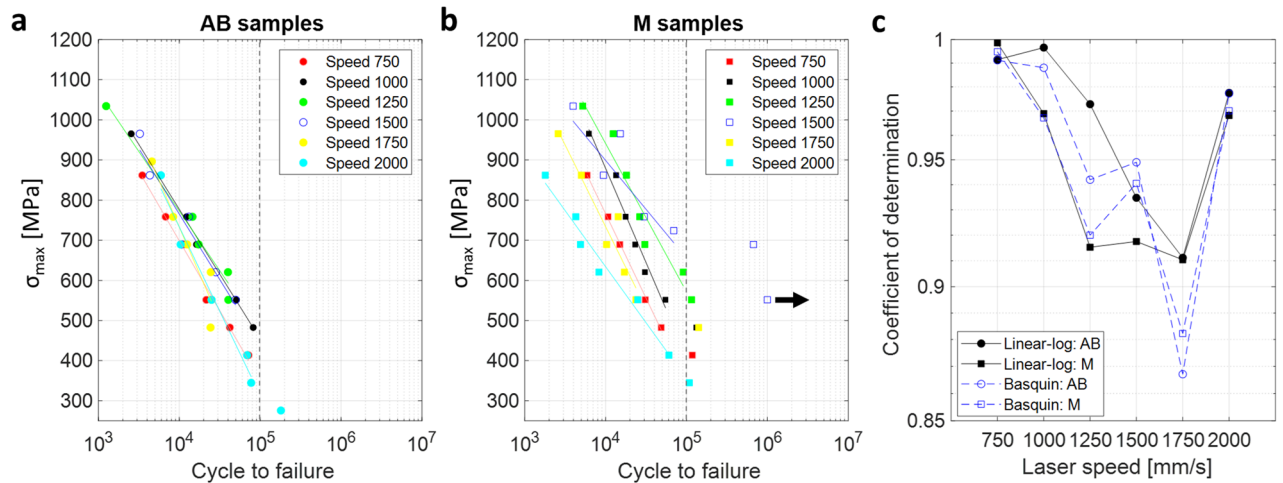 a
AB samples
1200
1100
1000
900
800
700
600
500
400
300
σmax [MPa]
Speed 750
Speed 1000
Speed 1250
Speed 1500
Speed 1750
Speed 2000
10³ 10⁴ 10⁵ 10⁶ 10⁷
Cycle to failure
b
M samples
1200
1100
1000
900
800
700
600
500
400
300
σmax [MPa]
Speed 750
Speed 1000
Speed 1250
Speed 1500
Speed 1750
Speed 2000
10³ 10⁴ 10⁵ 10⁶ 10⁷
Cycle to failure
c
1
0.95
0.9
0.85
Coefficient of determination
Linear-log: AB
Linear-log: M
Basquin: AB
Basquin: M
750 1000 1250 1500 1750 2000
Laser speed [mm/s]